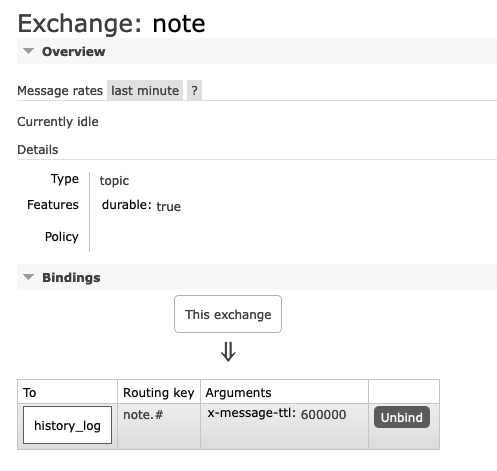 Exchange: note
Overview
Message rates last minute ?
Currently idle
Details
Type topic
Features durable: true
Policy
Bindings
This exchange
⇓
To Routing key Arguments
history_log note.# x-message-ttl: 600000 Unbind